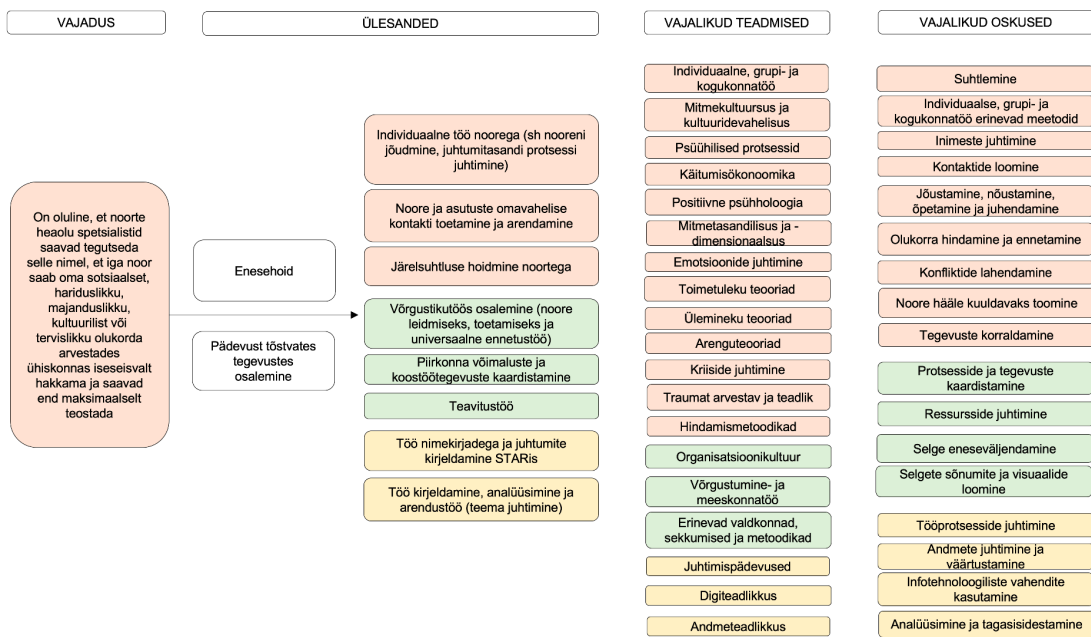 VAJADUS
ÜLESANDED
VAJALIKUD TEADMISED
VAJALIKUD OSKUSED
On oluline, et noorte
heaolu spetsialistid
saavad tegutseda
selle nimel, et iga noor
saab oma sotsiaalset,
hariduslikku,
majanduslikku,
kultuurilist või
tervislikku olukorda
arvestades
ühiskonnas iseseisvalt
hakkama ja saavad
end maksimaalselt
teostada
Enesehoid
Pädevust tõstvates
tegevustes
osalemine
Individuaalne töö noorega (sh nooreni
jõudmine, juhtumitasandi protsessi
juhtimine)
Noore ja asutuste omavahelise
kontakti toetamine ja arendamine
Järelsuhtluse hoidmine noortega
Võrgustikutöös osalemine (noore
leidmiseks, toetamiseks ja
universaalne ennetustöö)
Piirkonna võimaluste ja
koostöötegevuste kaardistamine
Teavitustöö
Töö nimekirjadega ja juhtumite
kirjeldamine STARis
Töö kirjeldamine, analüüsimine ja
arendustöö (teema juhtimine)
Individuaalne, grupi- ja
kogukonnatöö
Mitmekultuursus ja
kultuuridevahelisus
Psüühilised protsessid
Käitumisökonoomika
Positiivne psühholoogia
Mitmetasandilisus ja -
dimensionaalsus
Emotsioonide juhtimine
Toimetuleku teooriad
Ülemineku teooriad
Arenguteooriad
Kriiside juhtimine
Traumat arvestav ja teadlik
Hindamismetoodikad
Organisatsioonikultuur
Võrgustumine- ja
meeskonnatöö
Erinevad valdkonnad,
sekkumised ja metoodikad
Juhtimispädevused
Digiteadlikkus
Andmeteadlikkus
Suhtlemine
Individuaalse, grupi- ja
kogukonnatöö erinevad meetodid
Inimeste juhtimine
Kontaktide loomine
Jõustamine, nõustamine,
õpetamine ja juhendamine
Olukorra hindamine ja ennetamine
Konfliktide lahendamine
Noore hääle kuuldavaks toomine
Tegevuste korraldamine
Protsesside ja tegevuste
kaardistamine
Ressursside juhtimine
Selge eneseväljendamine
Selgete sõnumite ja visuaalide
loomine
Tööprotsesside juhtimine
Andmete juhtimine ja
väärtustamine
Infotehnoloogiliste vahendite
kasutamine
Analüüsimine ja tagasisidestamine